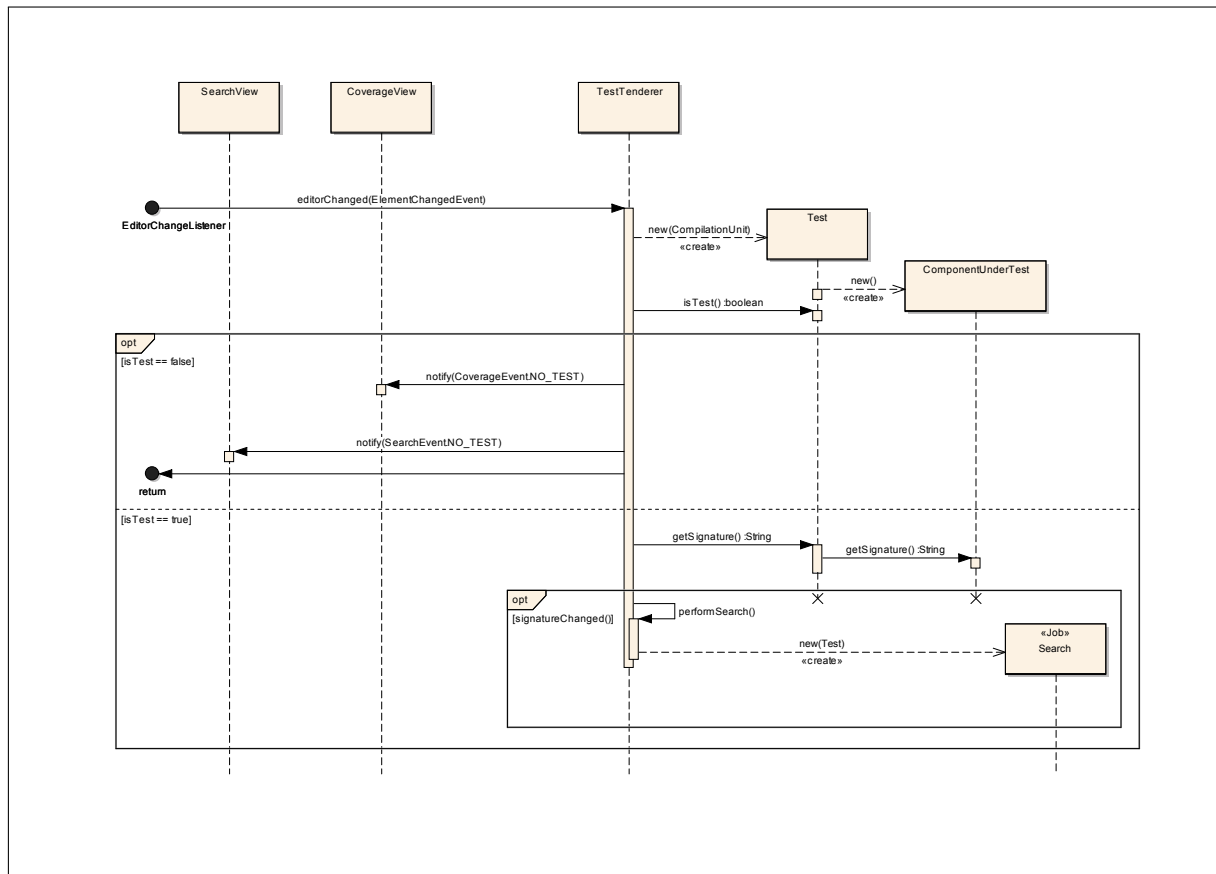 SearchView
CoverageView
TestTenderer
editorChanged(ElementChangedEvent)
EditorChangeListener
Test
new(CompilationUnit)
«create»
ComponentUnderTest
new()
«create»
isTest() :boolean
opt
[isTest == false]
notify(CoverageEvent.NO_TEST)
notify(SearchEvent.NO_TEST)
return
[isTest == true]
getSignature() :String
getSignature() :String
opt
[signatureChanged()]
performSearch()
new(Test)
«create»
«Job»
Search